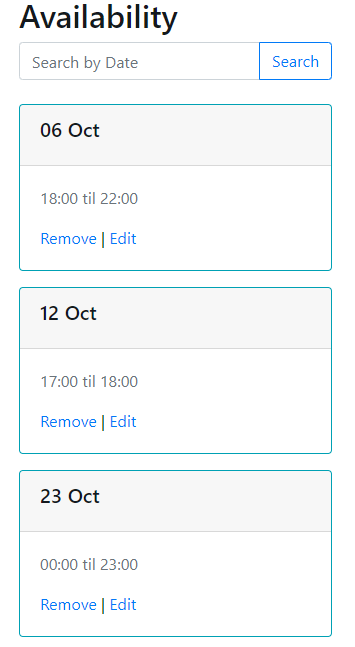 Availability
Search by Date
Search
06 Oct
18:00 til 22:00
Remove | Edit
12 Oct
17:00 til 18:00
Remove | Edit
23 Oct
00:00 til 23:00
Remove | Edit